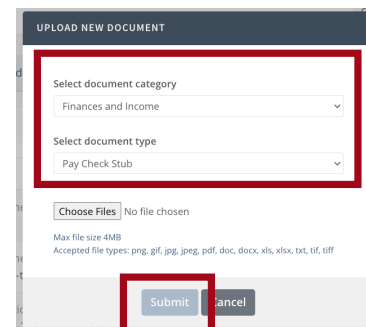 UPLOAD NEW DOCUMENT
Select document category
Finances and Income
Select document type
Pay Check Stub
Choose Files No file chosen
Max file size 4MB
Accepted file types: png, gif, jpg, jpeg, pdf, doc, docx, xls, xlsx, txt, tif, tiff
Submit Cancel